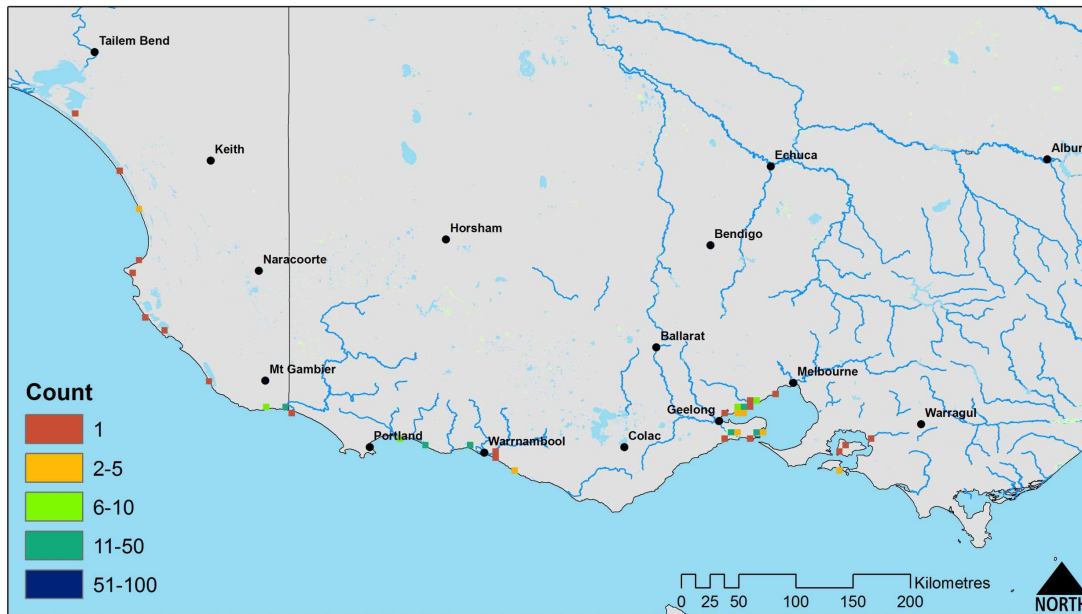 Tailem Bend
Keith
Echuca
Albur
Horsham
Bendigo
Naracoorte
Ballarat
Mt Gambier
Melbourne
Geelong
Warragul
Portland
Warrnambool
Colac
Count
1
2-5
6-10
11-50
51-100
Kilometres
0 25 50 100 150 200
NORTH